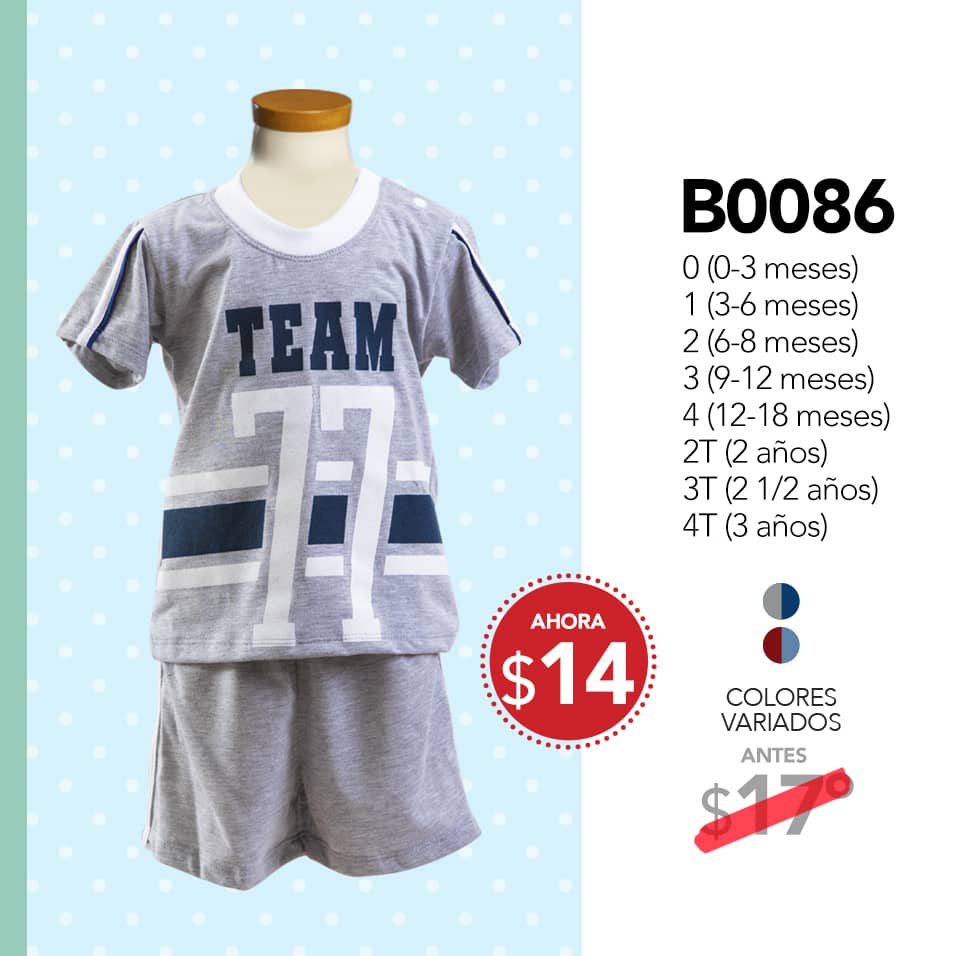 TEAM
77
B0086
0 (0-3 meses)
1 (3-6 meses)
2 (6-8 meses)
3 (9-12 meses)
4 (12-18 meses)
2T (2 años)
3T (2 1/2 años)
4T (3 años)
AHORA
$14
COLORES
VARIADOS
ANTES
$17°